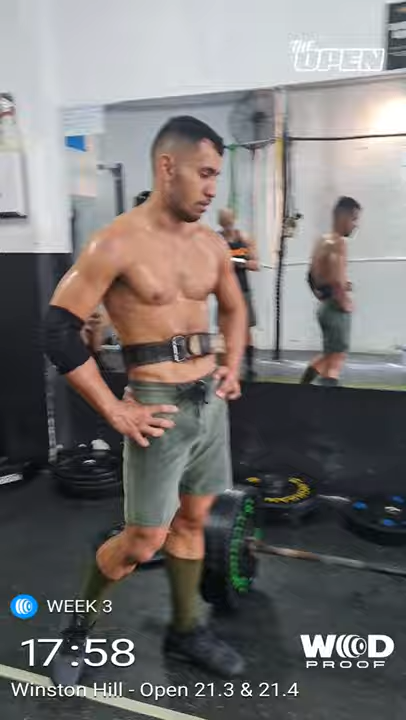 the
OPEN
WEEK 3
17:58
WOD
PROOF
Winston Hill - Open 21.3 & 21.4